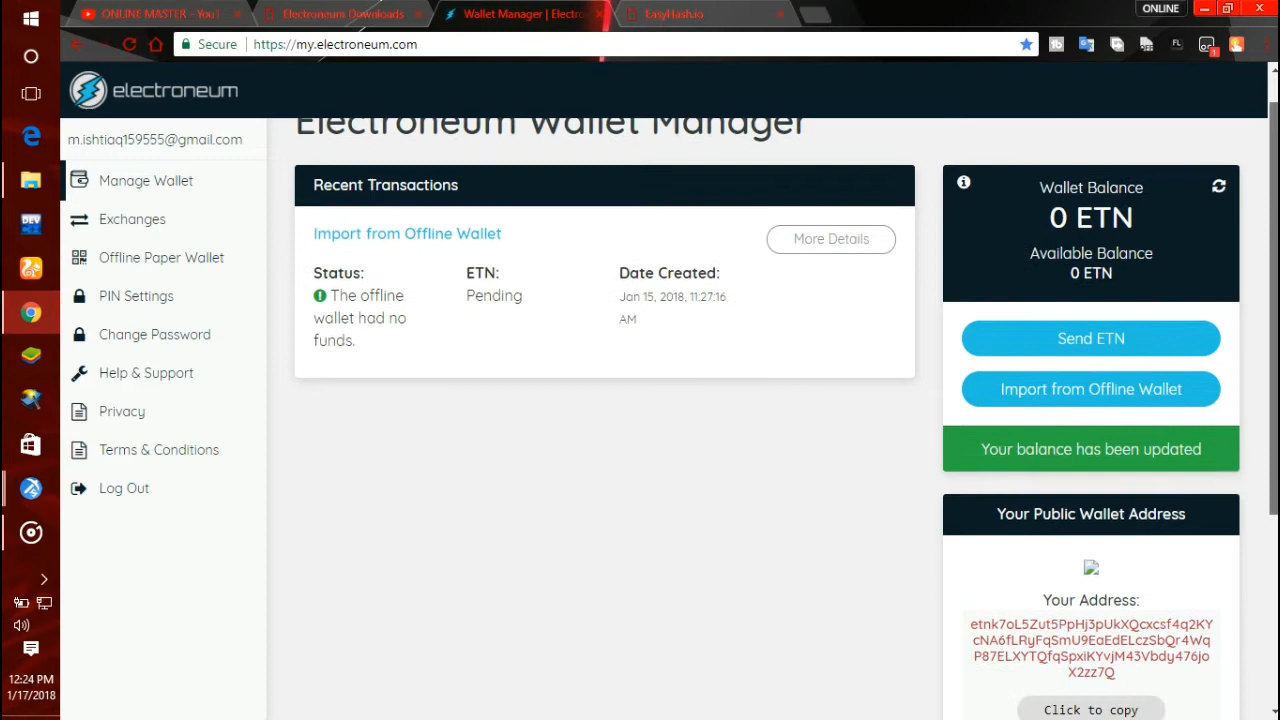 ONLINE MASTER - YouT
Electroneum Downloads
Wallet Manager | Electro
EasyHash.io
ONLINE
Secure
https://my.electroneum.com
electroneum
Electroneum Wallet Manager
m.ishtiaq159555@gmail.com
Manage Wallet
Exchanges
Offline Paper Wallet
PIN Settings
Change Password
Help & Support
Privacy
Terms & Conditions
Log Out
Recent Transactions
Import from Offline Wallet
More Details
Status:
The offline
wallet had no
funds.
ETN:
Pending
Date Created:
Jan 15, 2018, 11:27:16
AM
Wallet Balance
0 ETN
Available Balance
0 ETN
Send ETN
Import from Offline Wallet
Your balance has been updated
Your Public Wallet Address
Your Address:
etnk7oL5Zut5PpHj3pUkXQcxcsf4q2KY
cNA6fLRyFqSmU9EaEdELczSbQr4Wq
P87ELXYTQfqSpxiKYvjM43Vbdy476jo
X2zz7Q
Click to copy
DEV
FL
1
12:24 PM
1/17/2018